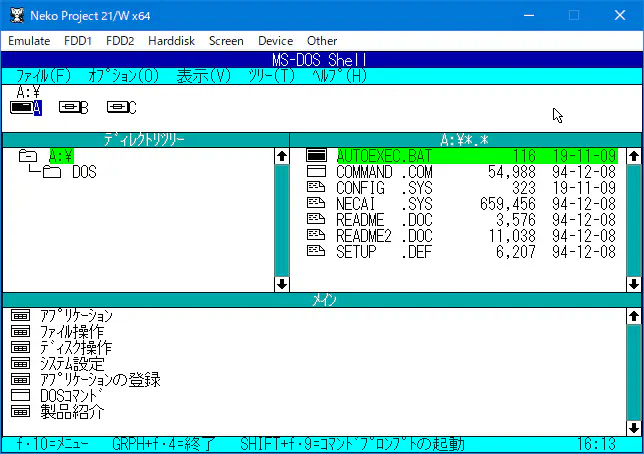 Neko Project 21/W x64
Emulate FDD1 FDD2 Harddisk Screen Device Other
MS-DOS Shell
ﾌｧｲﾙ(F) ｵﾌﾟｼｮﾝ(O) 表示(V) ﾂﾘｰ(T) ﾍﾙﾌﾟ(H)
A:¥
A B C
ﾃﾞｨﾚｸﾄﾘﾂﾘｰ A:¥*.*
A:¥ AUTOEXEC.BAT 116 19-11-09
DOS COMMAND .COM 54,988 94-12-08
CONFIG .SYS 323 19-11-09
NECAI .SYS 659,456 94-12-08
README .DOC 3,576 94-12-08
README2 .DOC 11,038 94-12-08
SETUP .DEF 6,207 94-12-08
ﾒｲﾝ
ｱﾌﾟﾘｹｰｼｮﾝ
ﾌｧｲﾙ操作
ﾃﾞｨｽｸ操作
ｼｽﾃﾑ設定
ｱﾌﾟﾘｹｰｼｮﾝの登録
DOSｺﾏﾝﾄﾞ
製品紹介
f･10=ﾒﾆｭｰ GRPH+f･4=終了 SHIFT+f･9=ｺﾏﾝﾄﾞﾌﾟﾛﾝﾌﾟﾄの起動 16:13